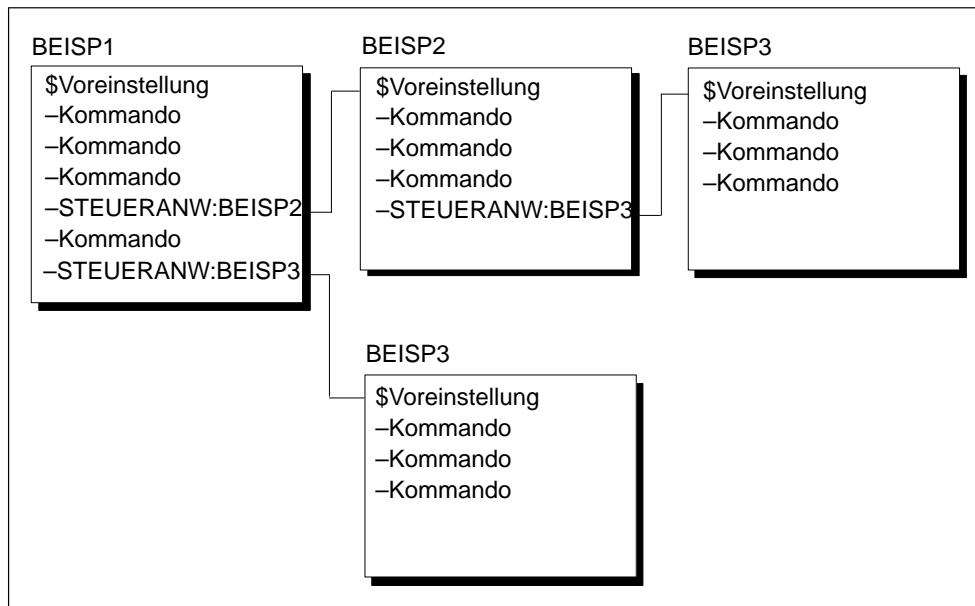 BEISP1
$Voreinstellung
–Kommando
–Kommando
–Kommando
–STEUERANW:BEISP2
–Kommando
–STEUERANW:BEISP3
BEISP2
$Voreinstellung
–Kommando
–Kommando
–Kommando
–STEUERANW:BEISP3
BEISP3
$Voreinstellung
–Kommando
–Kommando
–Kommando
BEISP3
$Voreinstellung
–Kommando
–Kommando
–Kommando